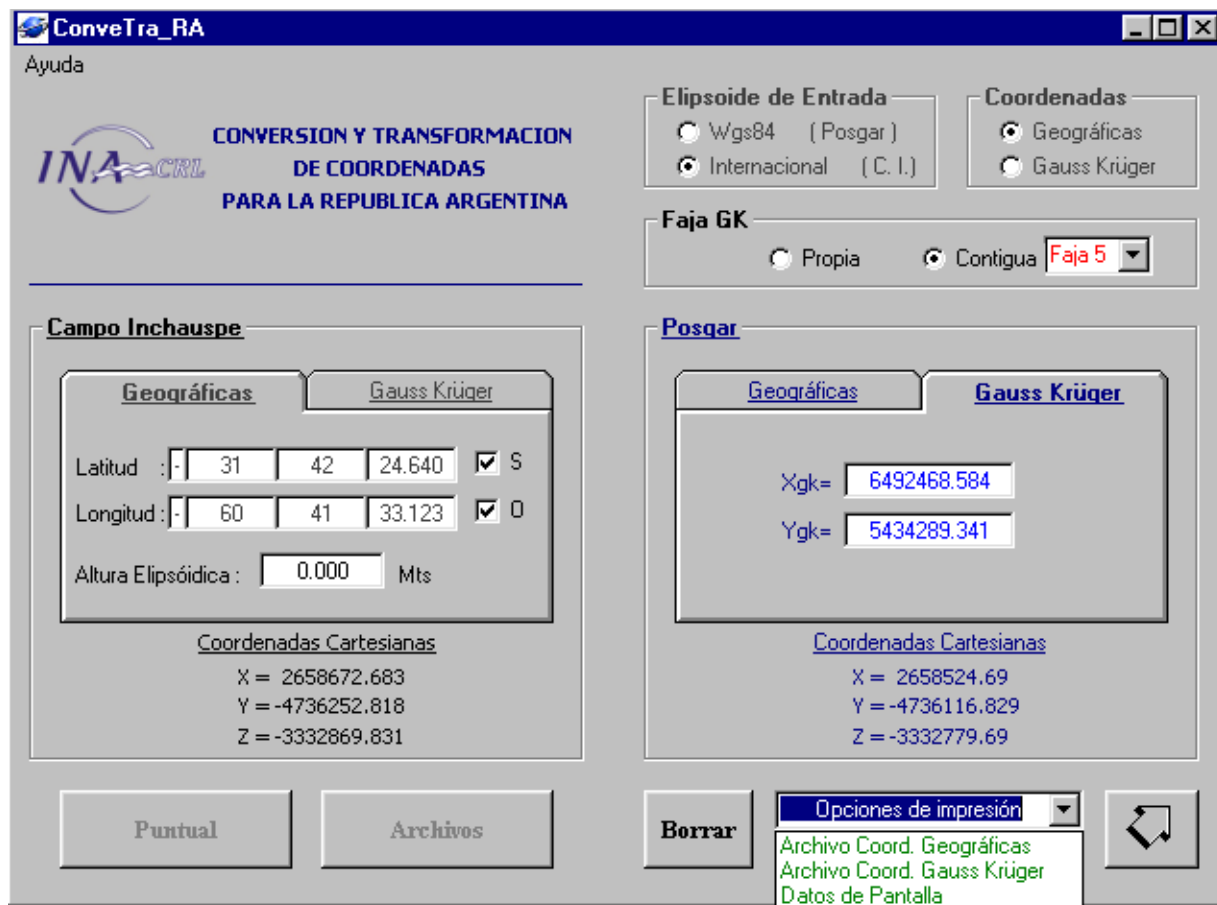 ConveTra_RA
Ayuda
INA CRL
CONVERSION Y TRANSFORMACION
DE COORDENADAS
PARA LA REPUBLICA ARGENTINA
Elipsoide de Entrada
Wgs84 ( Posgar )
Internacional ( C. I.)
Coordenadas
Geográficas
Gauss Krüger
Faja GK
Propia
Contigua
Faja 5
Campo Inchauspe
Geográficas
Gauss Krüger
Latitud : - 31 42 24.640 S
Longitud : - 60 41 33.123 O
Altura Elipsóidica : 0.000 Mts
Coordenadas Cartesianas
X = 2658672.683
Y = -4736252.818
Z = -3332869.831
Posgar
Geográficas
Gauss Krüger
Xgk= 6492468.584
Ygk= 5434289.341
Coordenadas Cartesianas
X = 2658524.69
Y = -4736116.829
Z = -3332779.69
Puntual
Archivos
Borrar
Opciones de impresión
Archivo Coord. Geográficas
Archivo Coord. Gauss Krüger
Datos de Pantalla